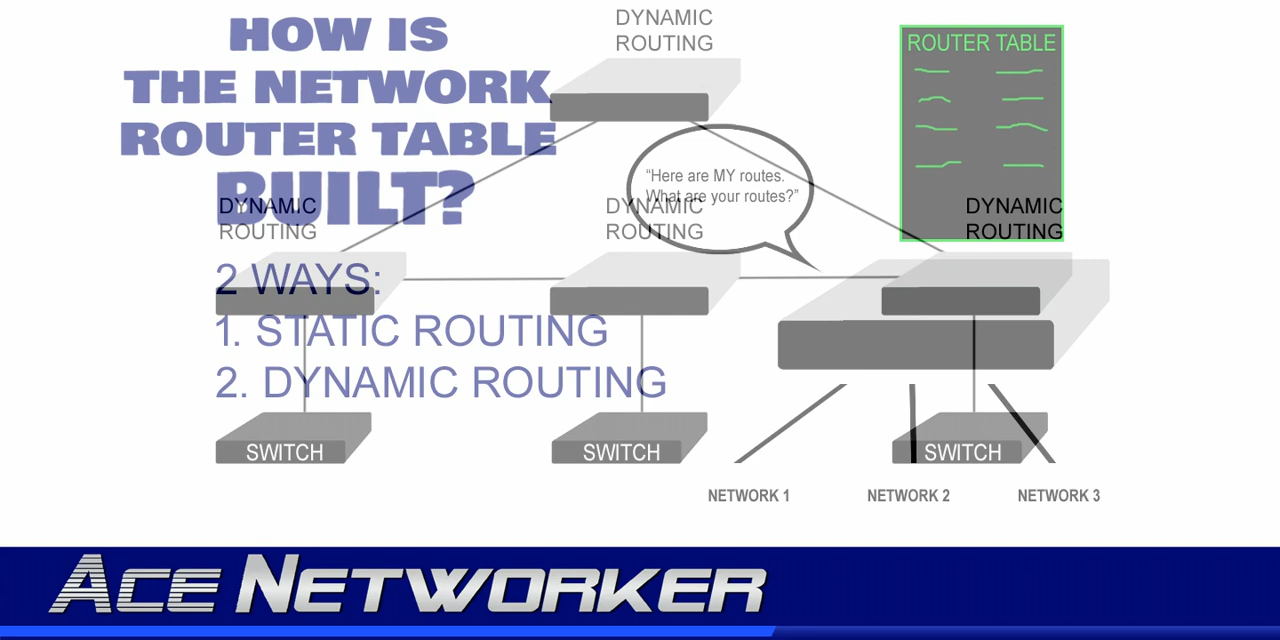 HOW IS
THE NETWORK
ROUTER TABLE
BUILT?
2 WAYS:
1. STATIC ROUTING
2. DYNAMIC ROUTING
DYNAMIC
ROUTING
ROUTER TABLE
“Here are MY routes.
What are your routes?”
DYNAMIC
ROUTING
DYNAMIC
ROUTING
DYNAMIC
ROUTING
SWITCH
SWITCH
SWITCH
NETWORK 1
NETWORK 2
NETWORK 3
ACE NETWORKER